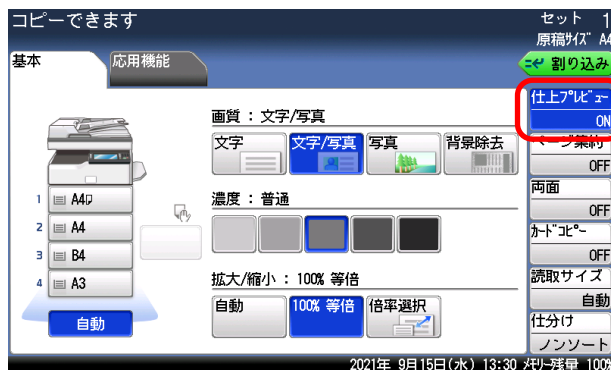 コピーできます
セット 1
原稿ｻｲｽﾞ A4
基本
応用機能
割り込み
仕上ﾌﾟﾚﾋﾞｭｰ
ON
ページ集約
OFF
両面
OFF
ｶｰﾄﾞｺﾋﾟｰ
OFF
読取サイズ
自動
仕分け
ノンソート
画質：文字/写真
文字
文字/写真
写真
背景除去
濃度：普通
拡大/縮小：100% 等倍
自動
100% 等倍
倍率選択
1 A4
2 A4
3 B4
4 A3
自動
2021年 9月15日(水) 13:30 ﾒﾓﾘｰ残量 100%